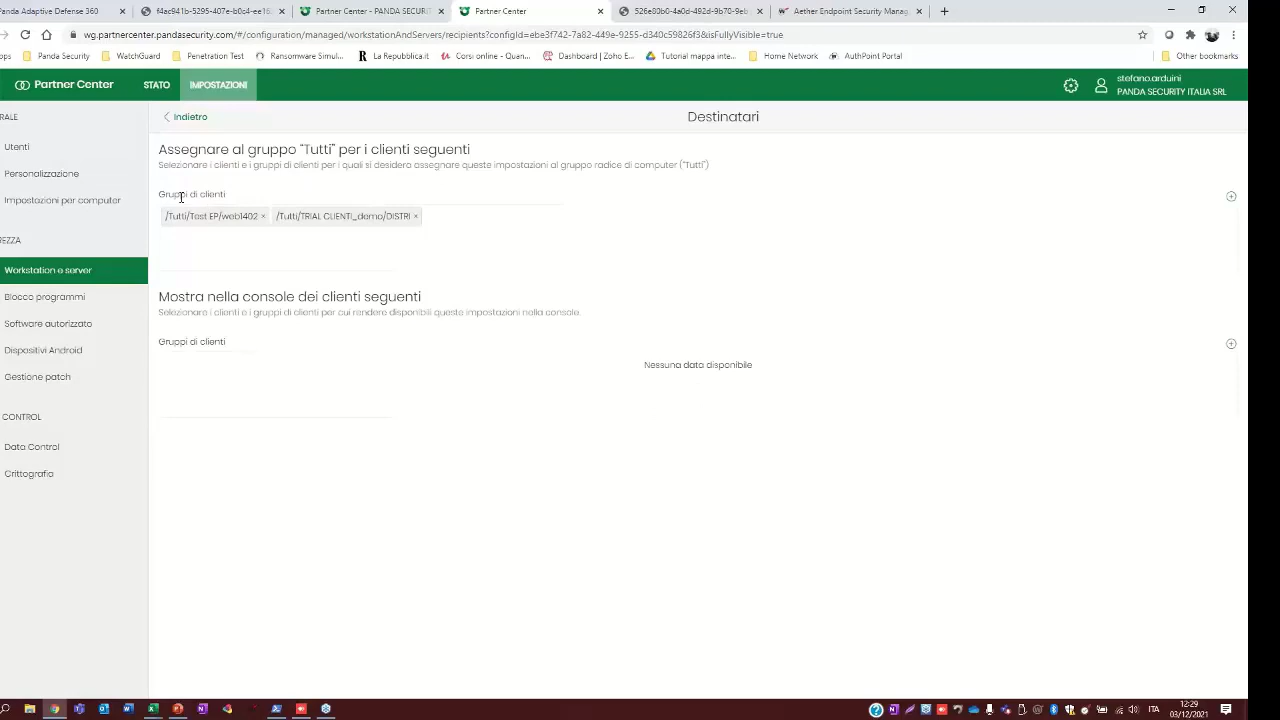 Panda Adaptive Defense 360
f4ac941b-5295-407e-b0c4-ee16
Partner Center - PANDA SECURIT
Partner Center
526e80b0-4a0d-492d-9b70-9eb
Aether Endpoint Security Manag
wg.partnercenter.pandasecurity.com/#/configuration/managed/workstationAndServers/recipients?configId=ebe3f742-7a82-449e-9255-d340c59826f3&isFullyVisible=true
pps Panda Security WatchGuard Penetration Test Ransomware Simul... La Repubblica.it Corsi online - Quan... Dashboard | Zoho E... Tutorial mappa inte... Home Network AuthPoint Portal Other bookmarks
Partner Center STATO IMPOSTAZIONI
stefano.arduini
PANDA SECURITY ITALIA SRL
RALE
Utenti
Personalizzazione
Impostazioni per computer
REZZA
Workstation e server
Blocco programmi
Software autorizzato
Dispositivi Android
Gestione patch
CONTROL
Data Control
Crittografia
Indietro
Destinatari
Assegnare al gruppo "Tutti" per i clienti seguenti
Selezionare i clienti e i gruppi di clienti per i quali si desidera assegnare queste impostazioni al gruppo radice di computer ("Tutti")
Gruppi di clienti
/Tutti/Test EP/web1402 × /Tutti/TRIAL CLIENTI_demo/DISTRI ×
Mostra nella console dei clienti seguenti
Selezionare i clienti e i gruppi di clienti per cui rendere disponibili queste impostazioni nella console.
Gruppi di clienti
Nessuna data disponibile
ITA
12:29
03/12/2021